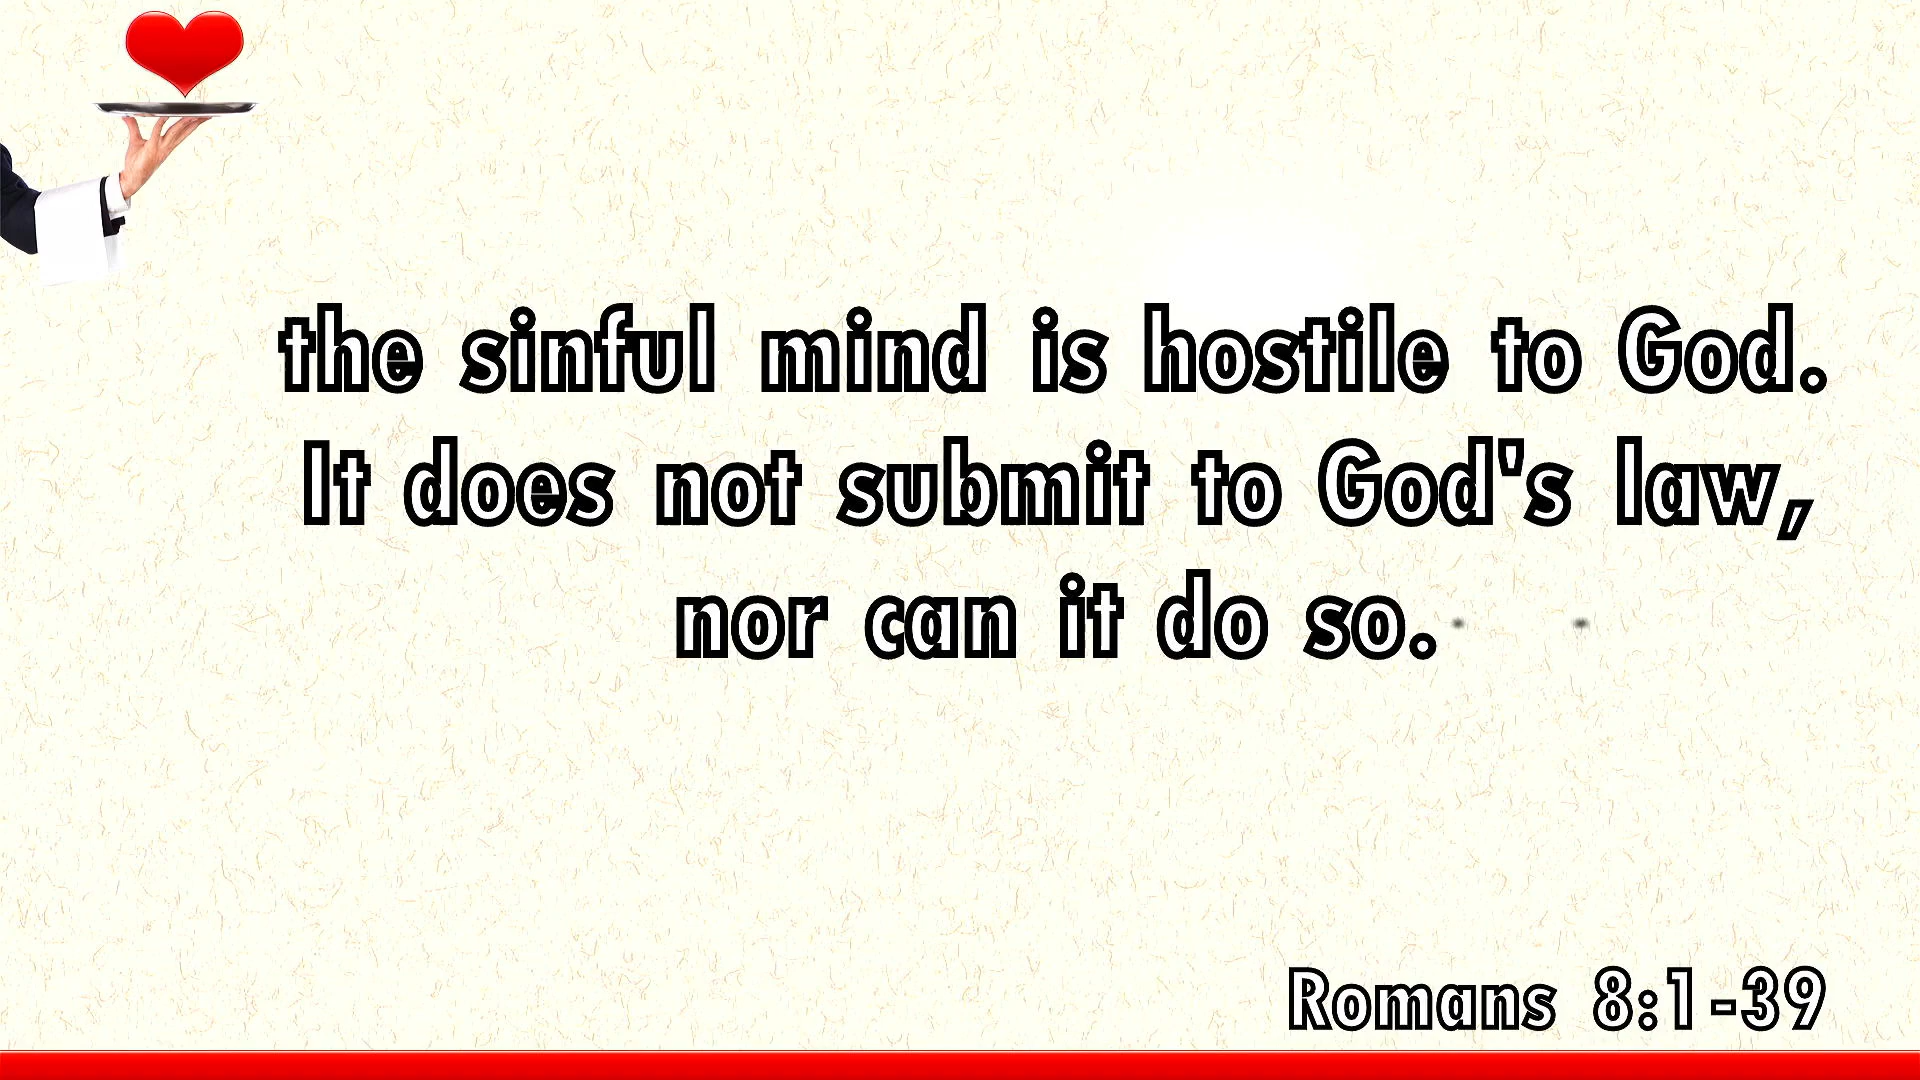 the sinful mind is hostile to God.
It does not submit to God's law,
nor can it do so.
Romans 8:1-39